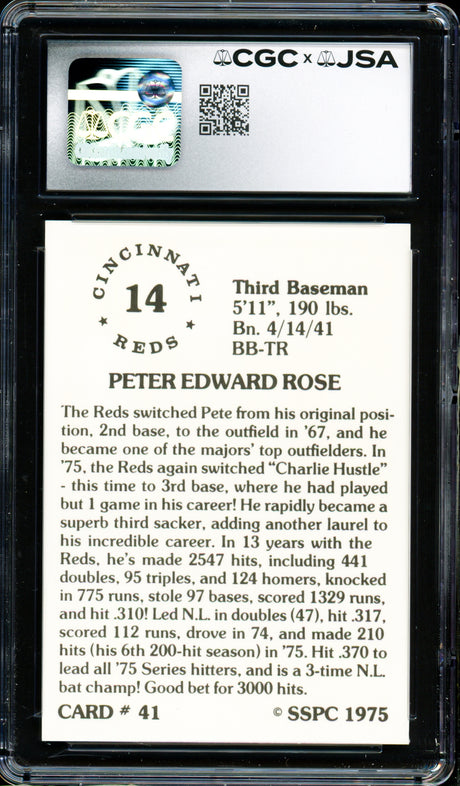 CGC x JSA
CINCINNATI
14
REDS
Third Baseman
5'11", 190 lbs.
Bn. 4/14/41
BB-TR
PETER EDWARD ROSE
The Reds switched Pete from his original posi-
tion, 2nd base, to the outfield in '67, and he
became one of the majors' top outfielders. In
'75, the Reds again switched "Charlie Hustle"
- this time to 3rd base, where he had played
but 1 game in his career! He rapidly became a
superb third sacker, adding another laurel to
his incredible career. In 13 years with the
Reds, he's made 2547 hits, including 441
doubles, 95 triples, and 124 homers, knocked
in 775 runs, stole 97 bases, scored 1329 runs,
and hit .310! Led N.L. in doubles (47), hit .317,
scored 112 runs, drove in 74, and made 210
hits (his 6th 200-hit season) in '75. Hit .370 to
lead all '75 Series hitters, and is a 3-time N.L.
bat champ! Good bet for 3000 hits.
CARD # 41
© SSPC 1975